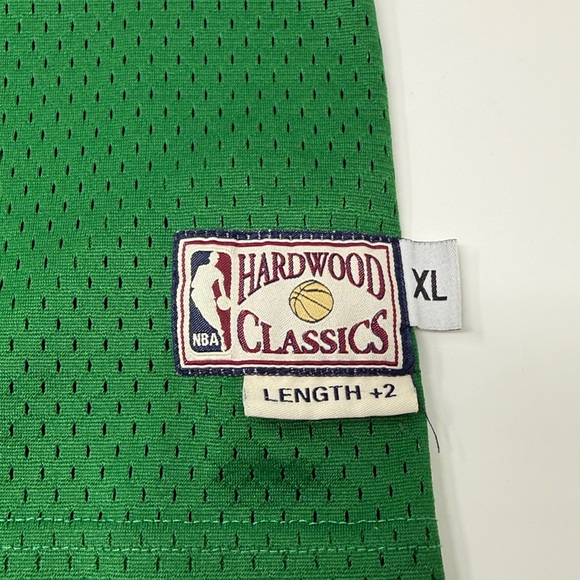 HARDWOOD
CLASSICS
NBA
XL
LENGTH +2